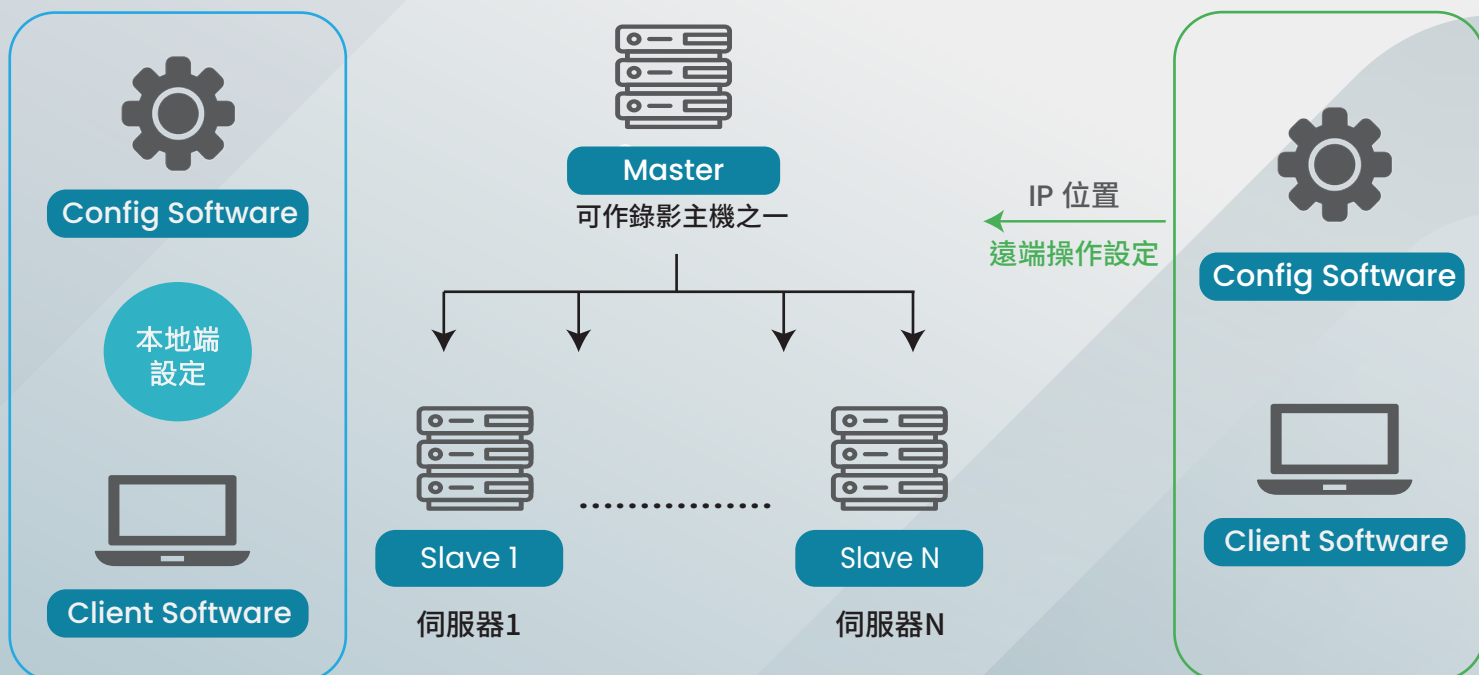 Config Software
本地端
設定
Client Software
Master
可作錄影主機之一
Slave 1
伺服器1
Slave N
伺服器N
IP 位置
遠端操作設定
Config Software
Client Software